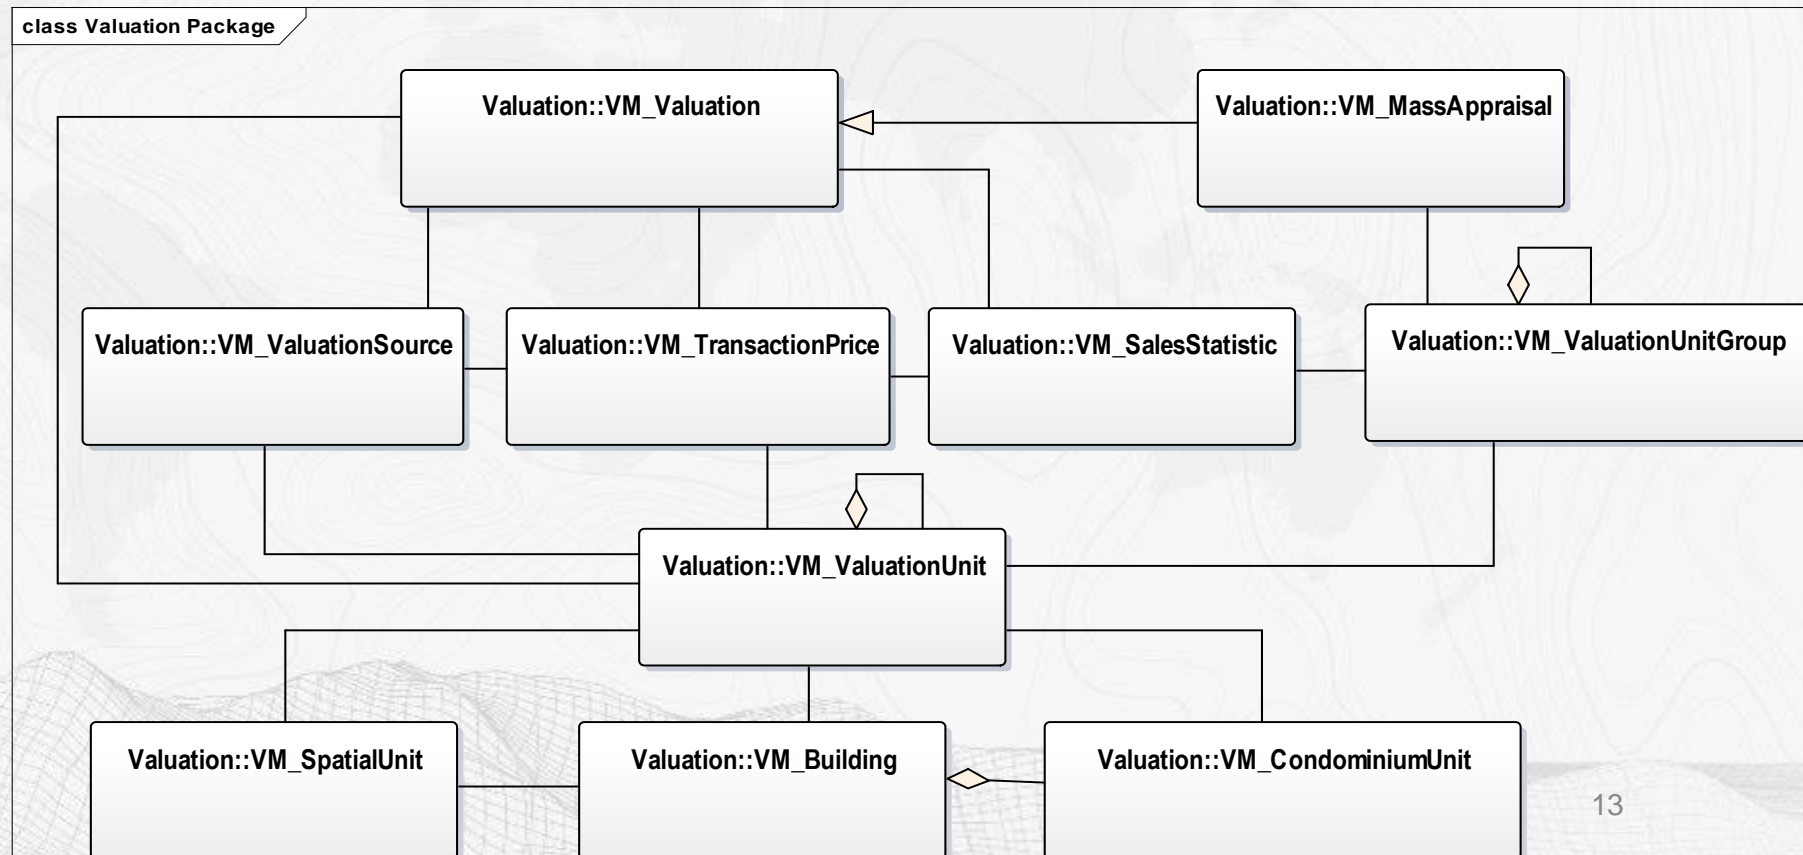 class Valuation Package
Valuation::VM_Valuation
Valuation::VM_MassAppraisal
Valuation::VM_ValuationSource
Valuation::VM_TransactionPrice
Valuation::VM_SalesStatistic
Valuation::VM_ValuationUnitGroup
Valuation::VM_ValuationUnit
Valuation::VM_SpatialUnit
Valuation::VM_Building
Valuation::VM_CondominiumUnit
13